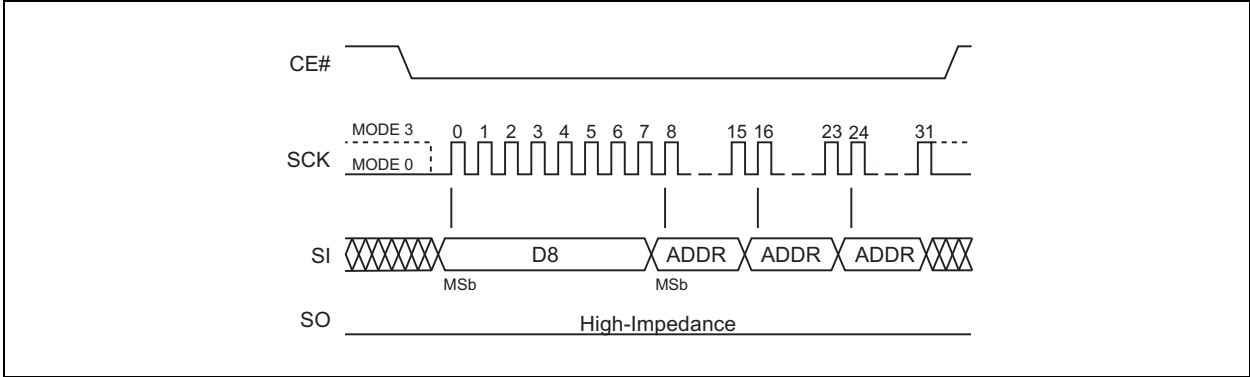 CE#
MODE 3
0 1 2 3 4 5 6 7 8 15 16 23 24 31
SCK
MODE 0
SI D8 ADDR ADDR ADDR
MSb MSb
SO High-Impedance